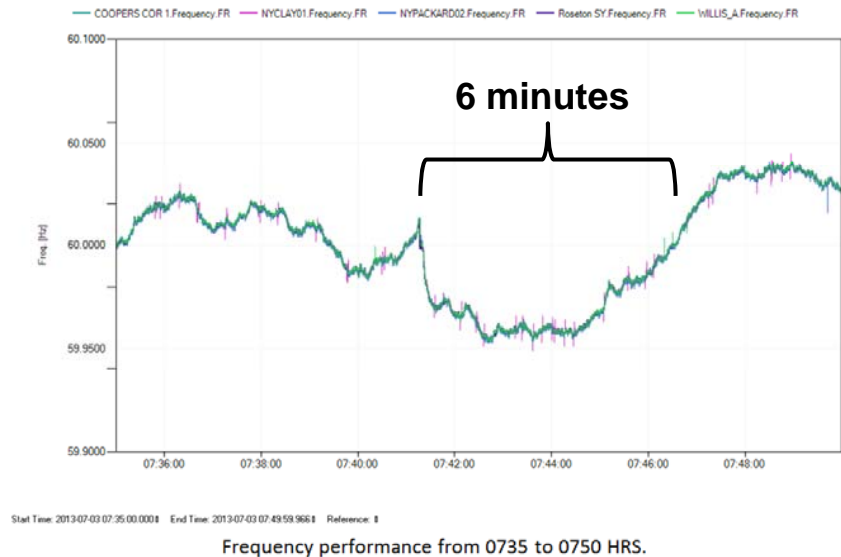 COOPERS COR 1.Frequency.FR NYCLAY01.Frequency.FR NYPACKARD02.Frequency.FR Roseton SY.Frequency.FR WILLIS_A.Frequency.FR
60.1000
6 minutes
60.0500
Freq. [Hz]
60.0000
59.9500
59.9000
07:36:00 07:38:00 07:40:00 07:42:00 07:44:00 07:46:00 07:48:00
Start Time: 2013-07-03 07:35:00.000 End Time: 2013-07-03 07:49:59.966 Reference:
Frequency performance from 0735 to 0750 HRS.